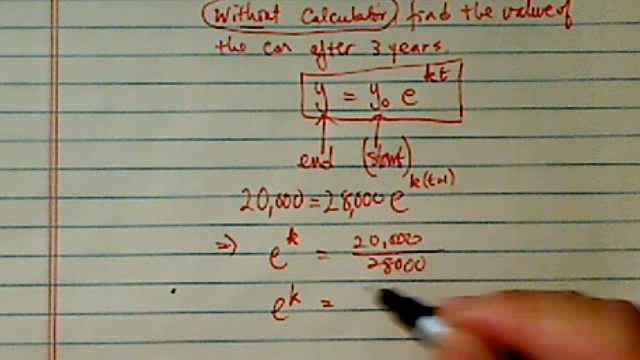 Without Calculator, find the value of
the car after 3 years.
y = y₀ e^kt
end (start)
20,000 = 28,000 e^k(t=1)
⇒ e^k = 20,000/28000
e^k =